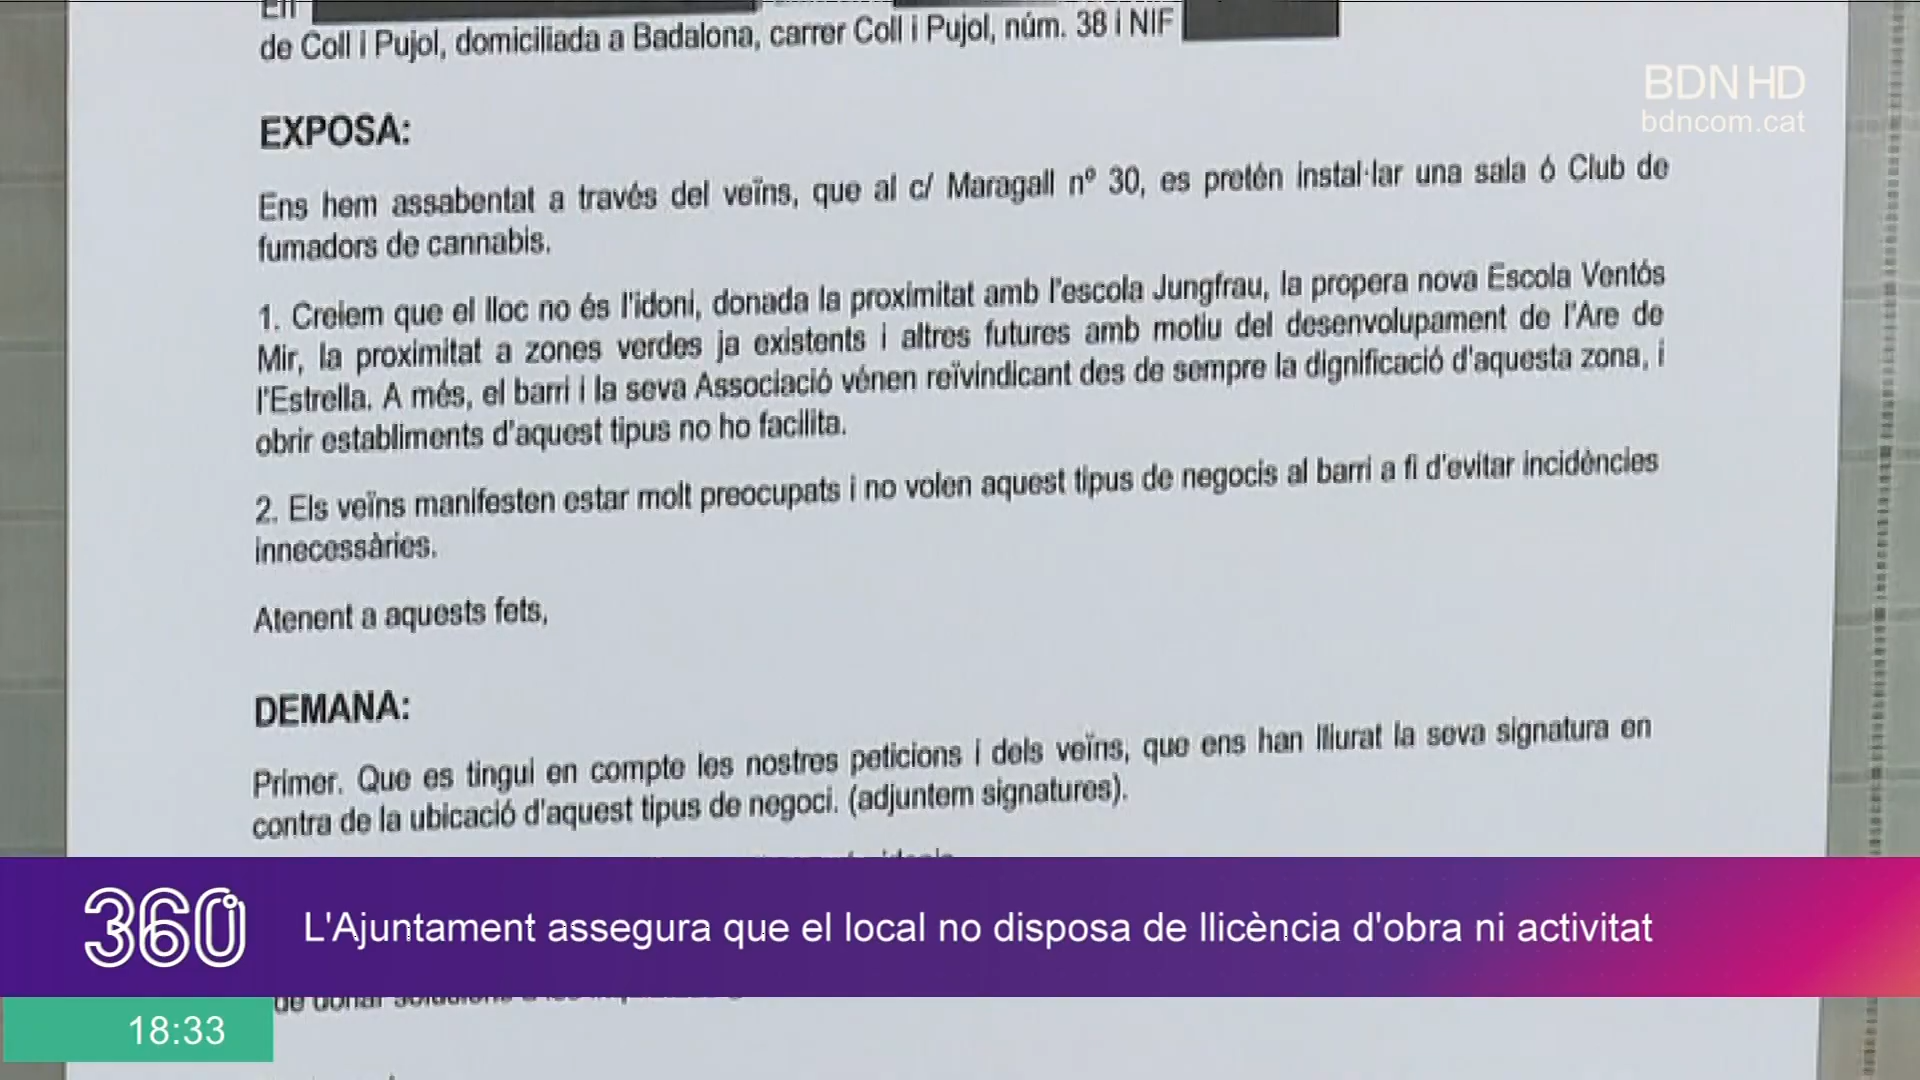 En
de Coll i Pujol, domiciliada a Badalona, carrer Coll i Pujol, núm. 38 i NIF
BDN HD
bdncom.cat
EXPOSA:
Ens hem assabentat a través del veïns, que al c/ Maragall nº 30, es pretén instal·lar una sala ó Club de
fumadors de cannabis.
1. Creiem que el lloc no és l'idoni, donada la proximitat amb l'escola Jungfrau, la propera nova Escola Ventós
Mir, la proximitat a zones verdes ja existents i altres futures amb motiu del desenvolupament de l'Are de
l'Estrella. A més, el barri i la seva Associació vénen reïvindicant des de sempre la dignificació d'aquesta zona, i
obrir establiments d'aquest tipus no ho facilita.
2. Els veïns manifesten estar molt preocupats i no volen aquest tipus de negocis al barri a fi d'evitar incidències
innecessàries.
Atenent a aquests fets,
DEMANA:
Primer. Que es tingui en compte les nostres peticions i dels veïns, que ens han lliurat la seva signatura en
contra de la ubicació d'aquest tipus de negoci. (adjuntem signatures).
360º
L'Ajuntament assegura que el local no disposa de llicència d'obra ni activitat
18:33